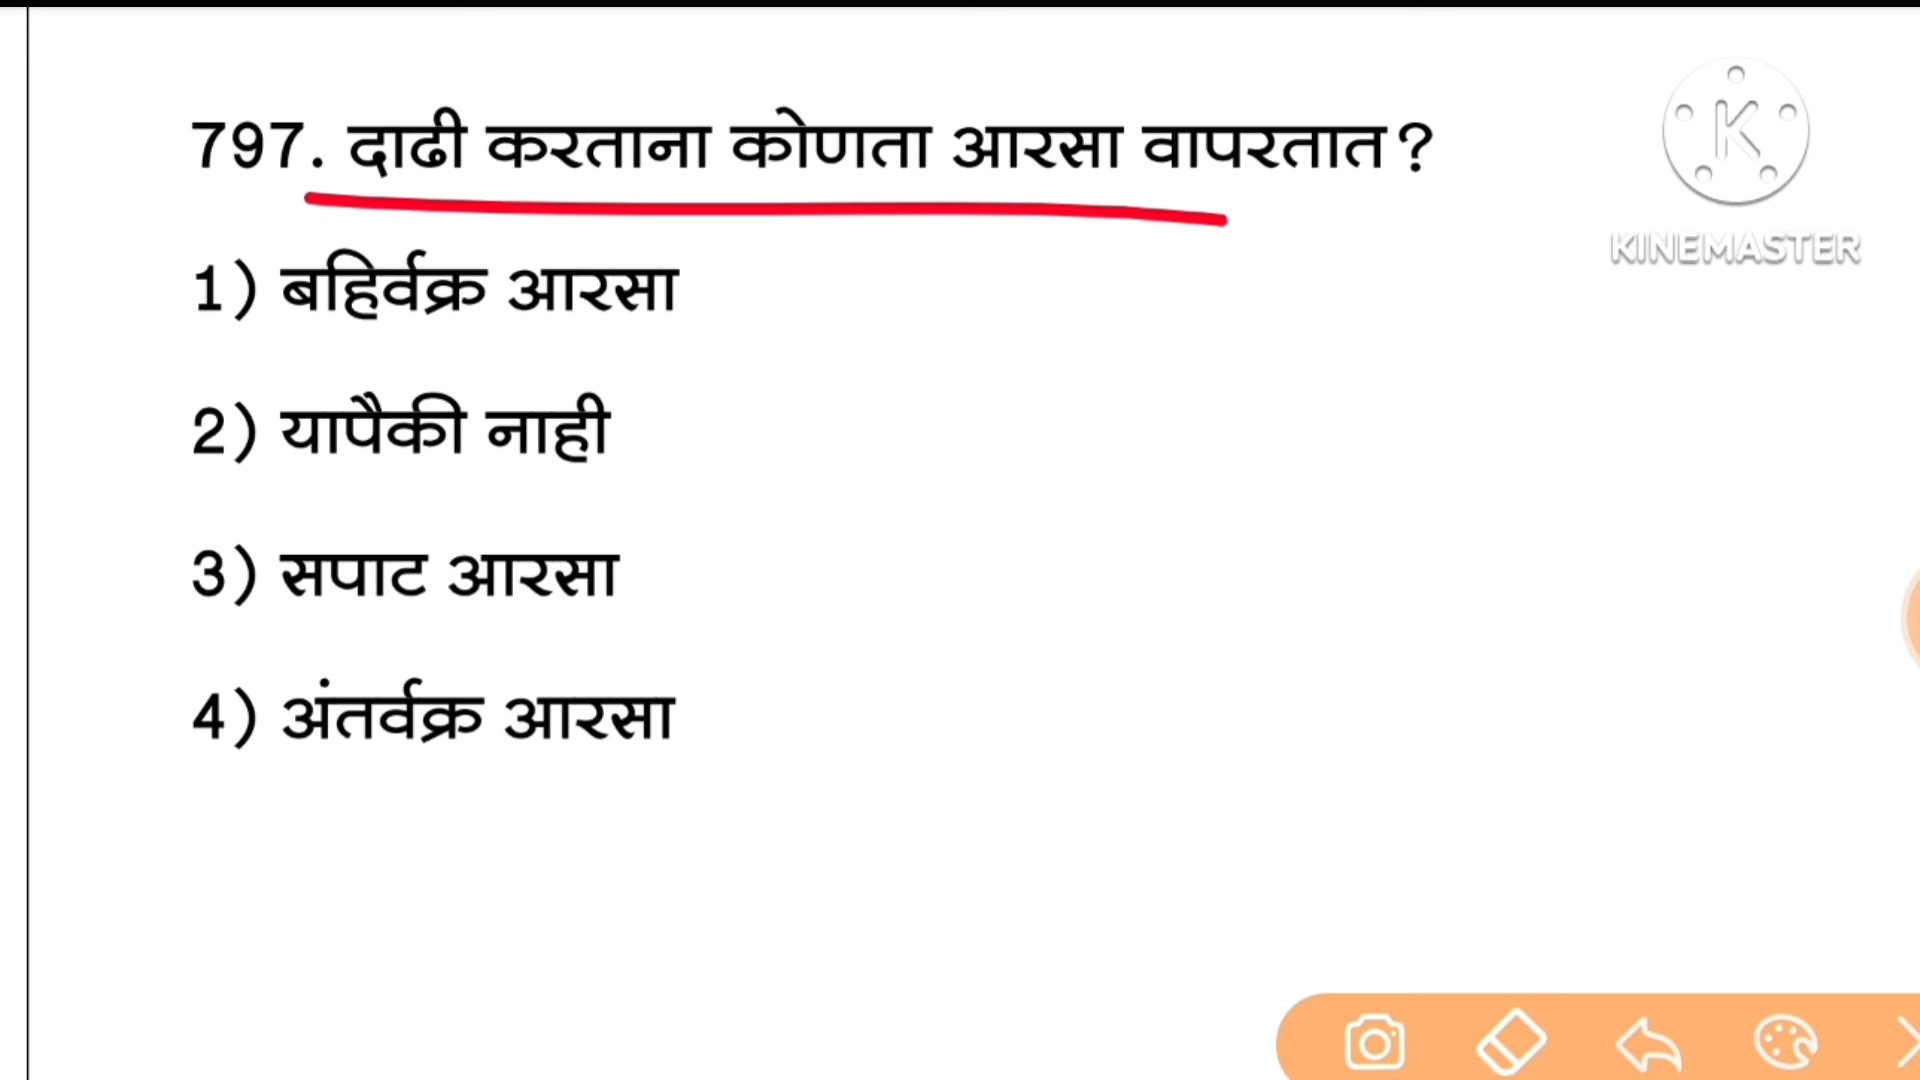 797. दाढी करताना कोणता आरसा वापरतात?
1) बहिर्वक्र आरसा
2) यापैकी नाही
3) सपाट आरसा
4) अंतर्वक्र आरसा
K
KINEMASTER